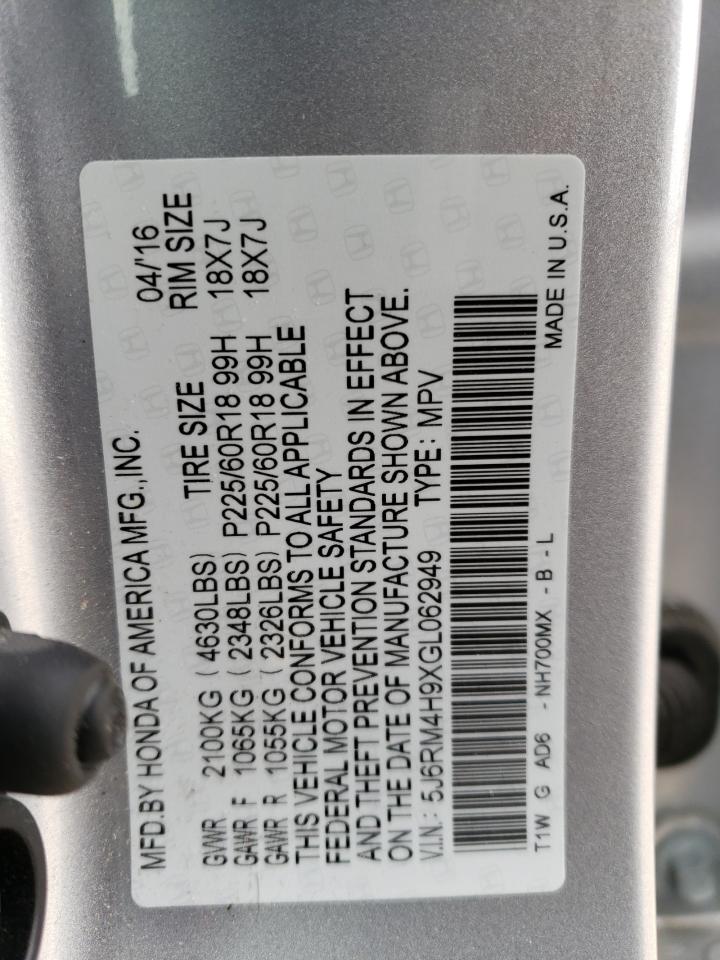 MFD.BY HONDA OF AMERICA MFG.,INC. 04/'16
TIRE SIZE RIM SIZE
GVWR 2100KG (4630LBS)
GAWR F 1065KG (2348LBS) P225/60R18 99H 18X7J
GAWR R 1055KG (2326LBS) P225/60R18 99H 18X7J
THIS VEHICLE CONFORMS TO ALL APPLICABLE
FEDERAL MOTOR VEHICLE SAFETY
AND THEFT PREVENTION STANDARDS IN EFFECT
ON THE DATE OF MANUFACTURE SHOWN ABOVE.
V.I.N.: 5J6RM4H9XGL062949 TYPE: MPV
T1W G AD6 -NH700MX -B-L
MADE IN U.S.A.